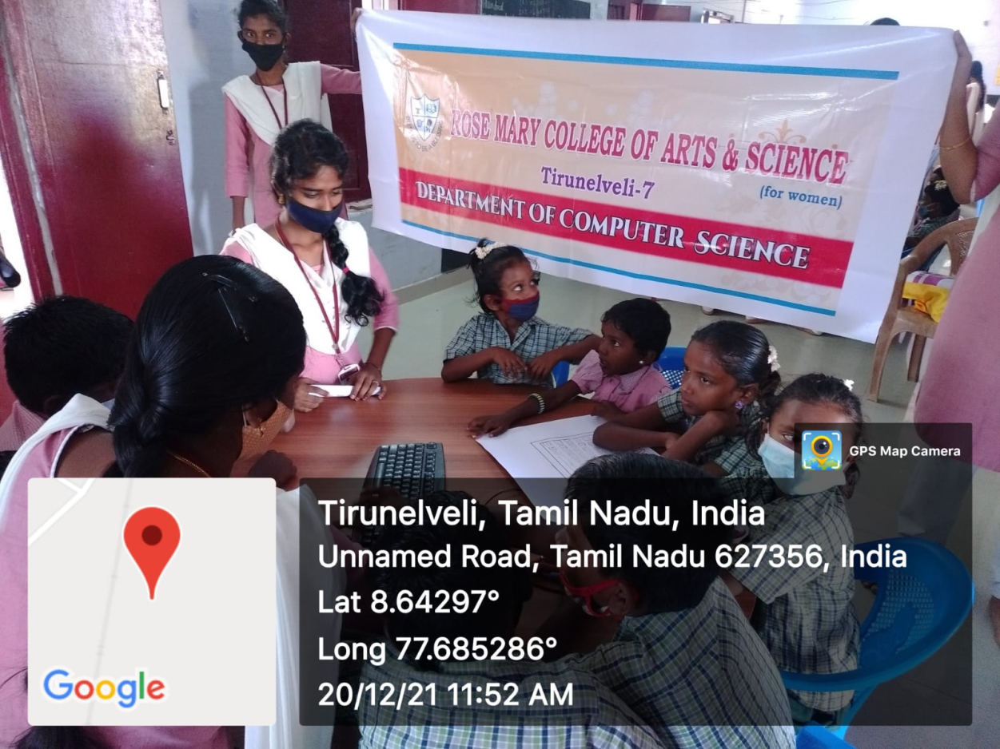 ROSE MARY COLLEGE OF ARTS & SCIENCE
Tirunelveli-7
(for women)
DEPARTMENT OF COMPUTER SCIENCE
GPS Map Camera
Tirunelveli, Tamil Nadu, India
Unnamed Road, Tamil Nadu 627356, India
Lat 8.64297°
Long 77.685286°
20/12/21 11:52 AM
Google